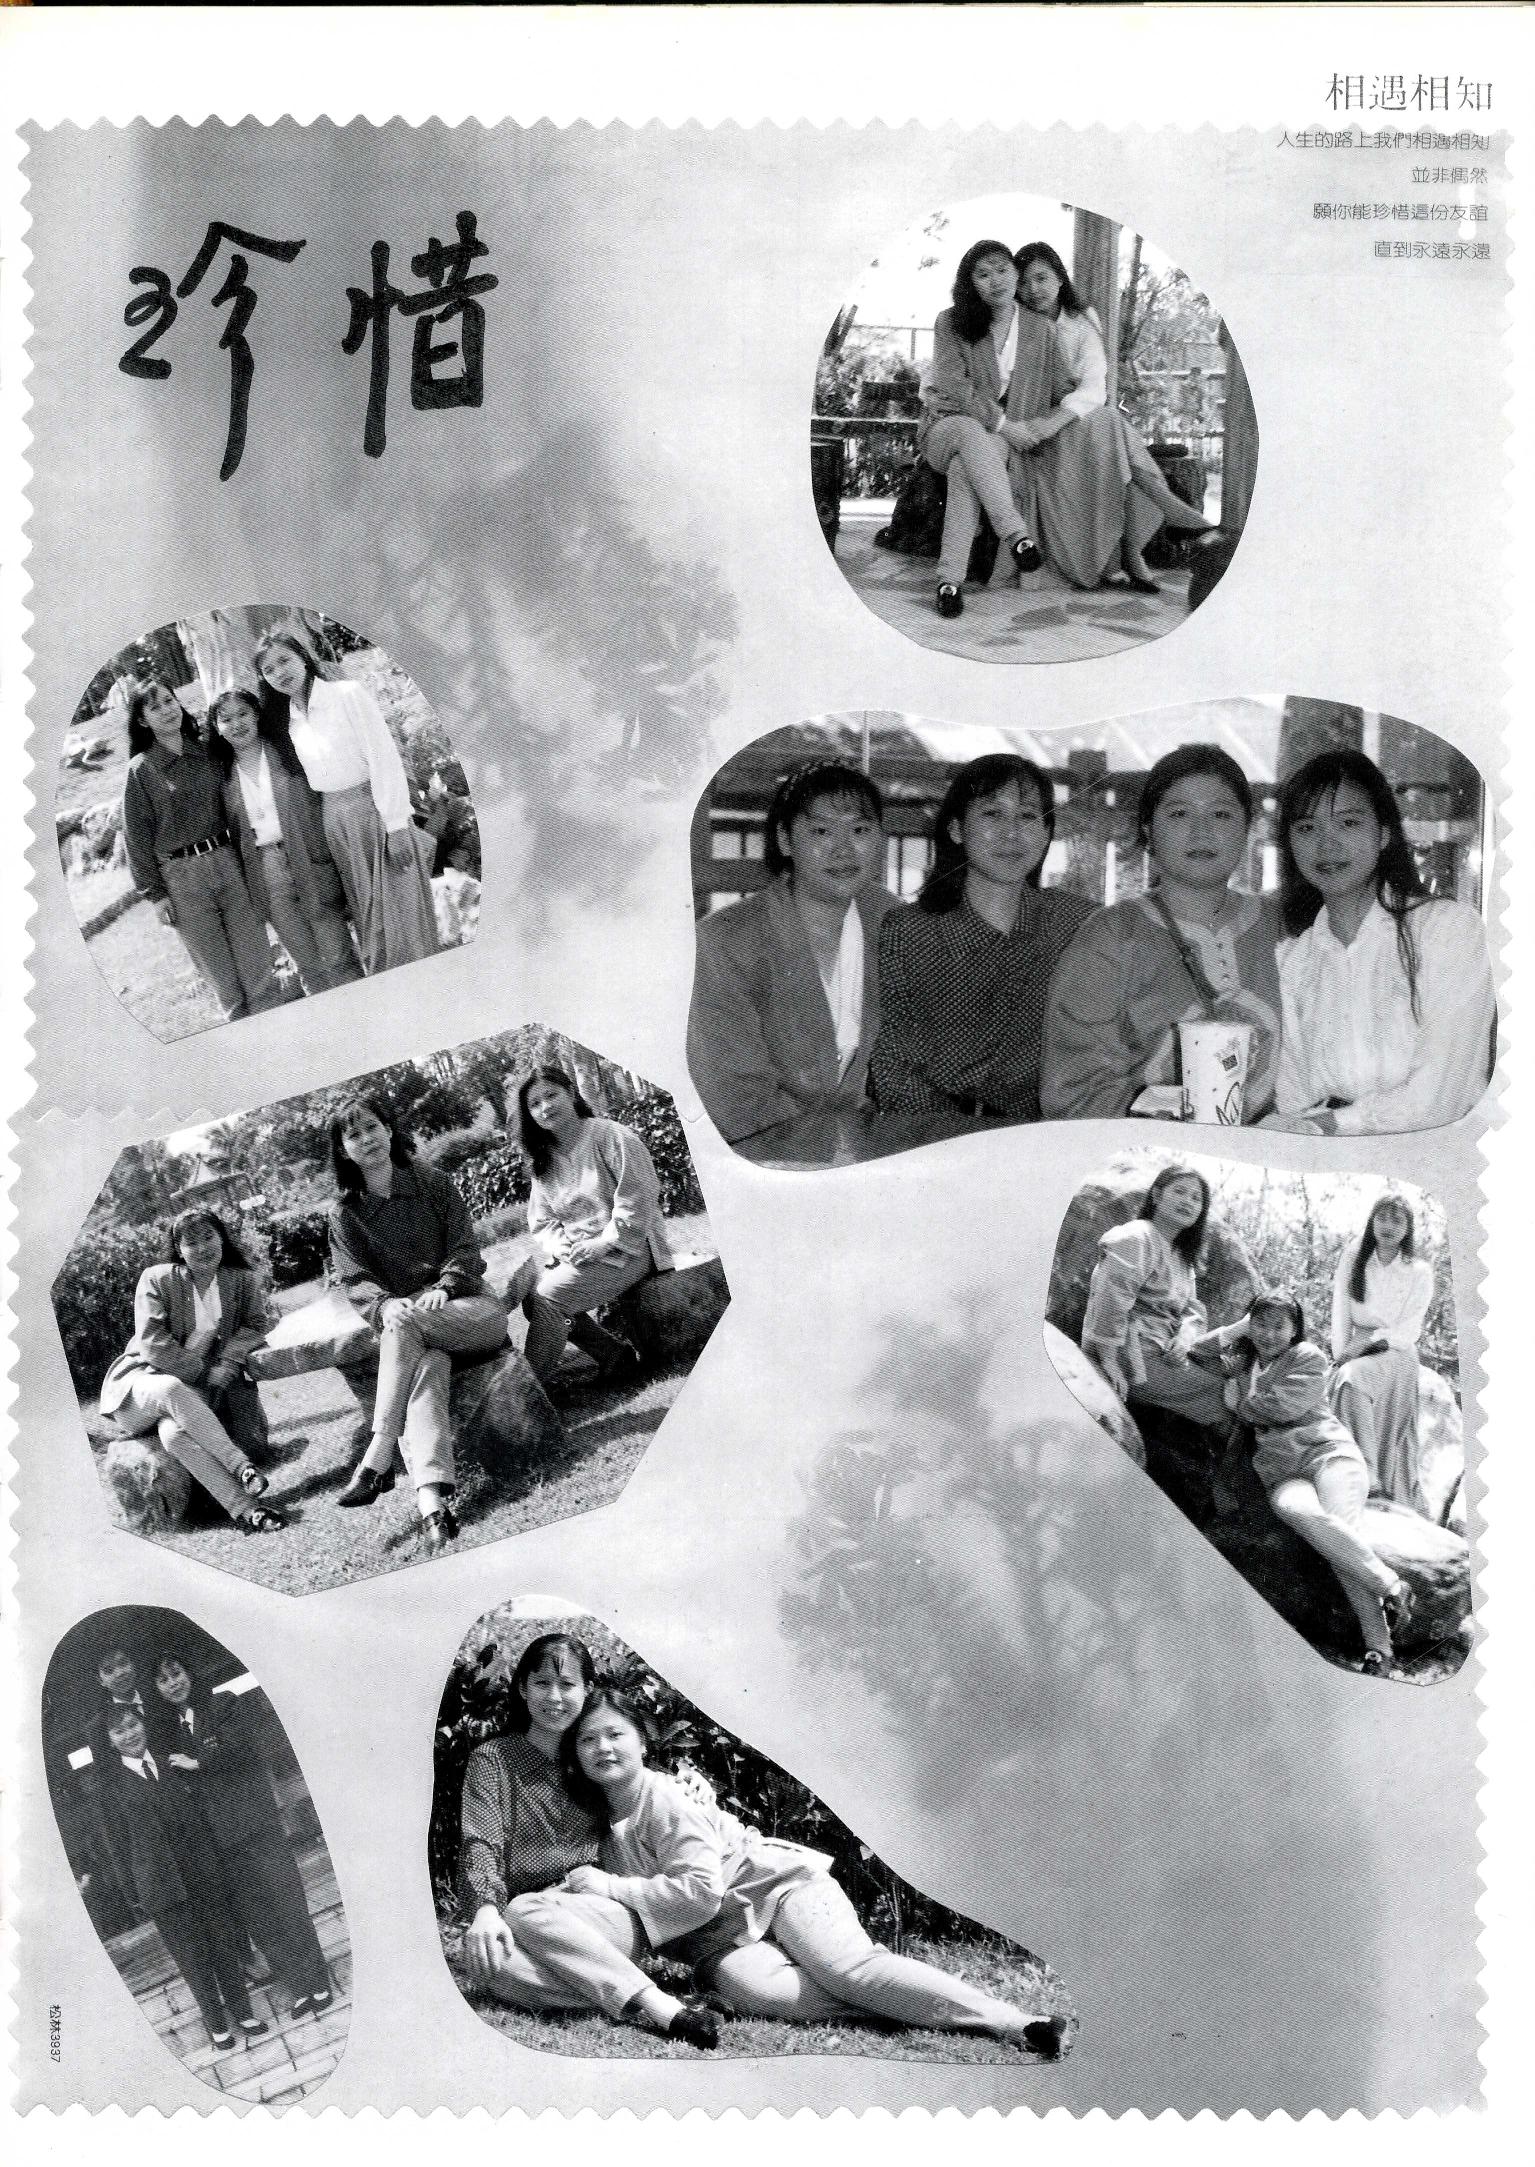 相遇相知
人生的路上我們相遇相知
並非偶然
願你能珍惜這份友誼
直到永遠永遠
珍惜
松林3937